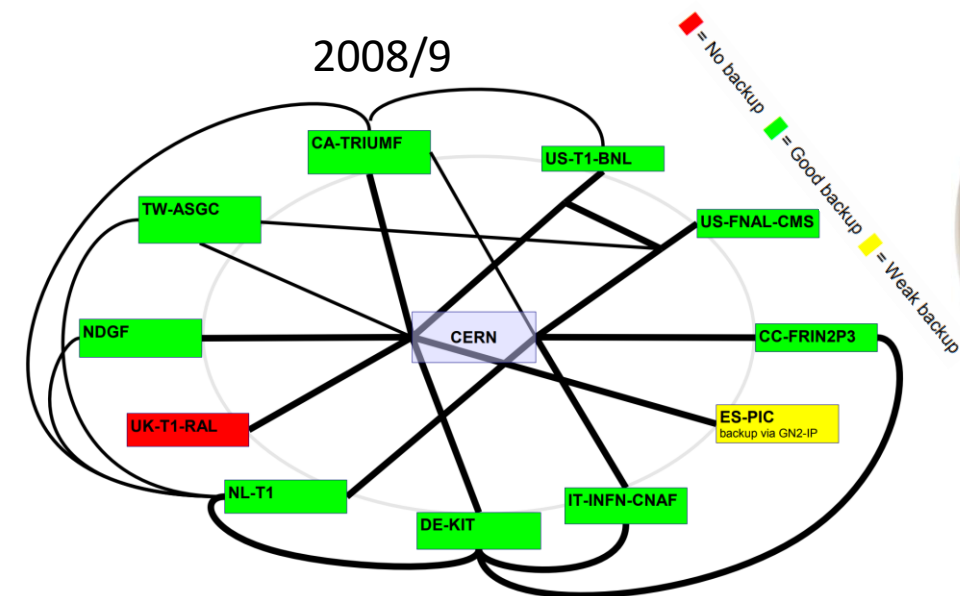 2008/9
= No backup
= Good backup
= Weak backup
CA-TRIUMF
US-T1-BNL
TW-ASGC
US-FNAL-CMS
NDGF
CERN
CC-FRIN2P3
UK-T1-RAL
ES-PIC
backup via GN2-IP
NL-T1
IT-INFN-CNAF
DE-KIT